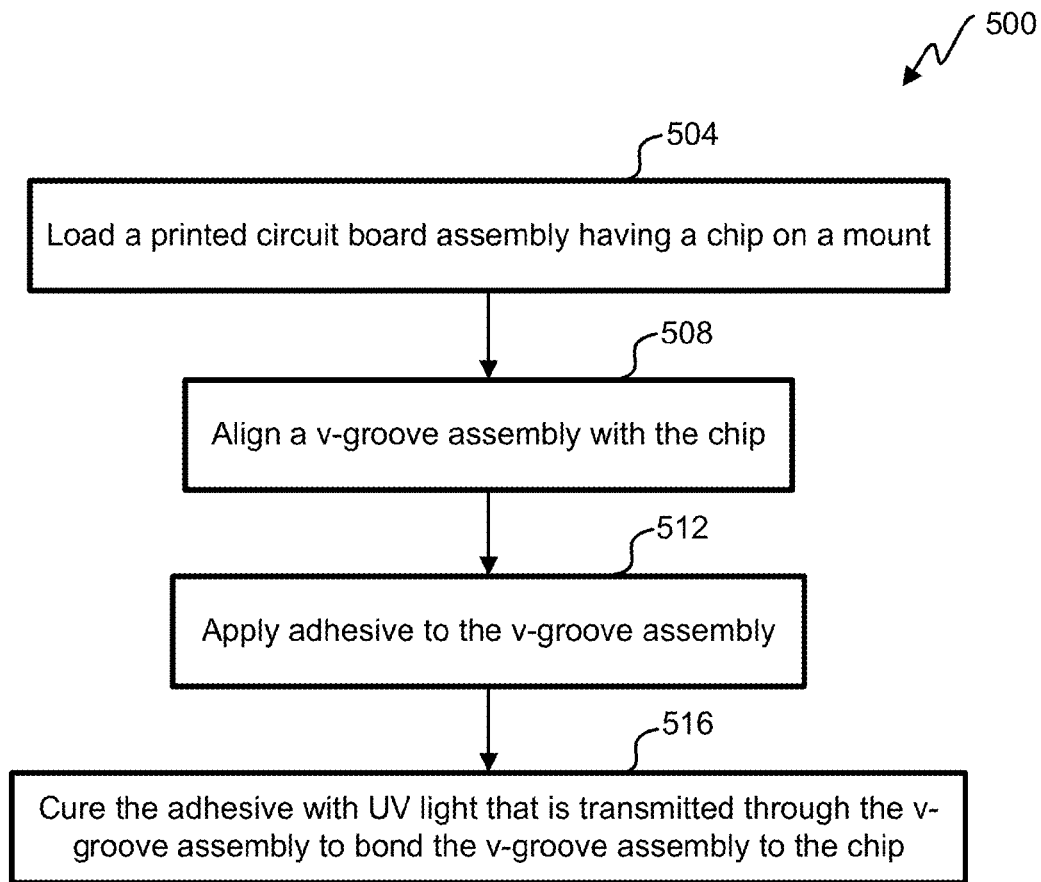 500
504
Load a printed circuit board assembly having a chip on a mount
508
Align a v-groove assembly with the chip
512
Apply adhesive to the v-groove assembly
516
Cure the adhesive with UV light that is transmitted through the v-
groove assembly to bond the v-groove assembly to the chip